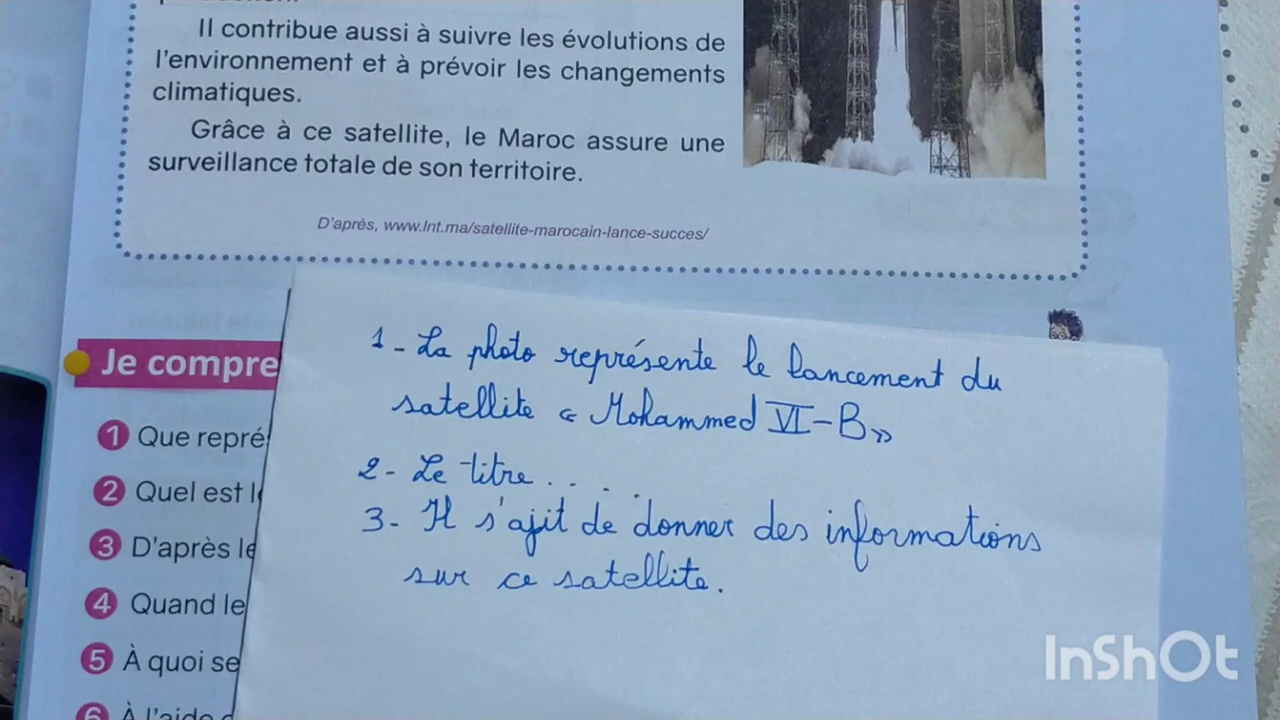 Il contribue aussi à suivre les évolutions de
l'environnement et à prévoir les changements
climatiques.
Grâce à ce satellite, le Maroc assure une
surveillance totale de son territoire.
D'après, www.lnt.ma/satellite-marocain-lance-succes/
Je compre
1 Que repré
2 Quel est l
3 D'après le
4 Quand le
5 À quoi se
6 À l'aide d
1 - La photo représente le lancement du
satellite « Mohammed VI - B »
2 - Le titre . . . .
3 - Il s'ajit de donner des informations
sur ce satellite.
InShOt